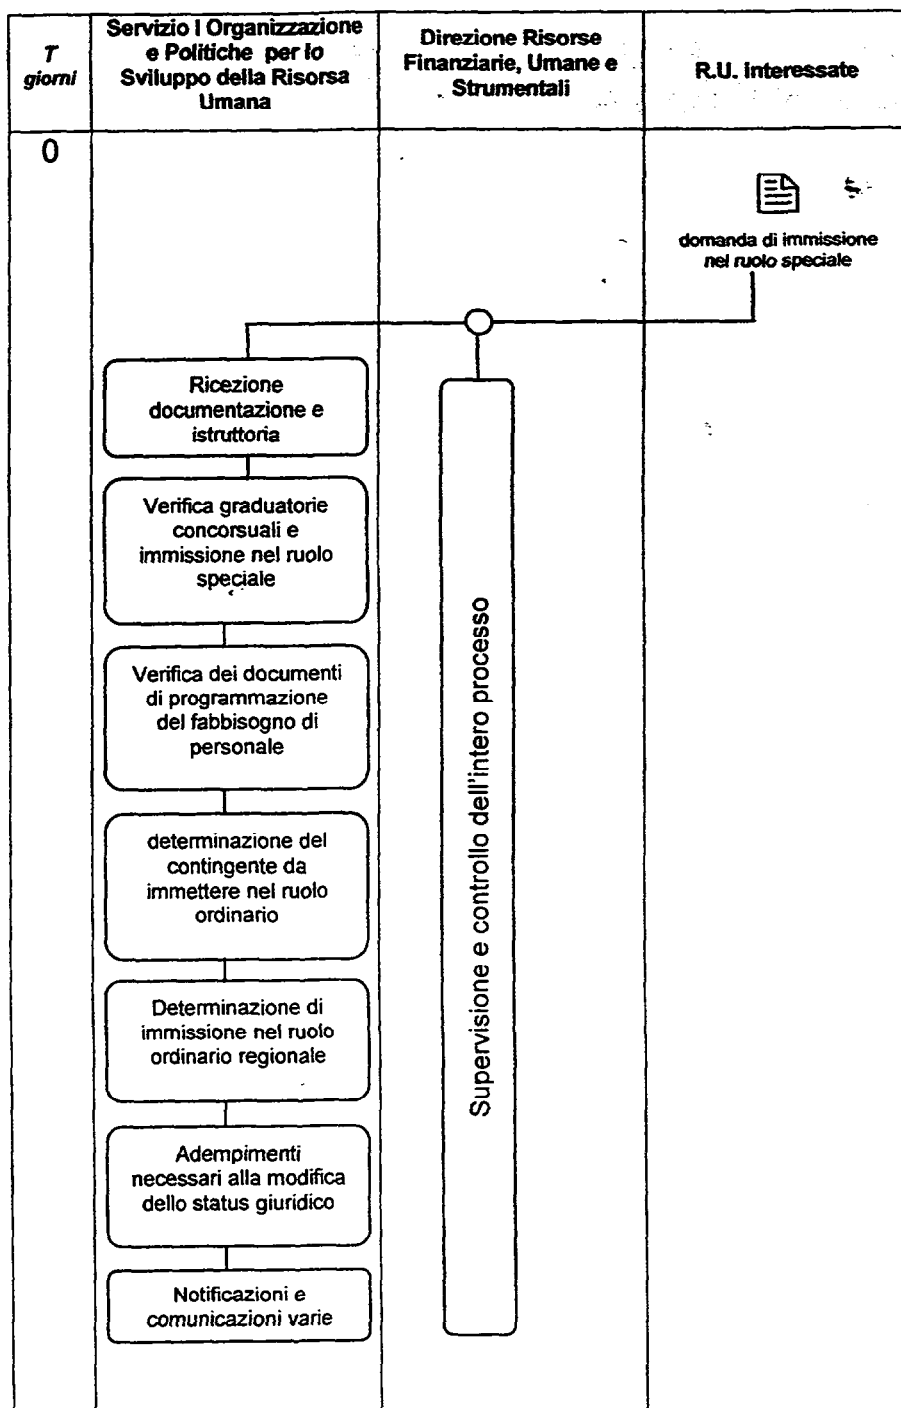 T
giorni
Servizio I Organizzazione
e Politiche per lo
Sviluppo della Risorsa
Umana
Direzione Risorse
Finanziarie, Umane e
Strumentali
R.U. Interessate
0
domanda di immissione
nel ruolo speciale
Ricezione
documentazione e
istruttoria
Verifica graduatorie
concorsuali e
immissione nel ruolo
speciale
Verifica dei documenti
di programmazione
del fabbisogno di
personale
determinazione del
contingente da
immettere nel ruolo
ordinario
Determinazione di
immissione nel ruolo
ordinario regionale
Adempimenti
necessari alla modifica
dello status giuridico
Notificazioni e
comunicazioni varie
Supervisione e controllo dell'intero processo